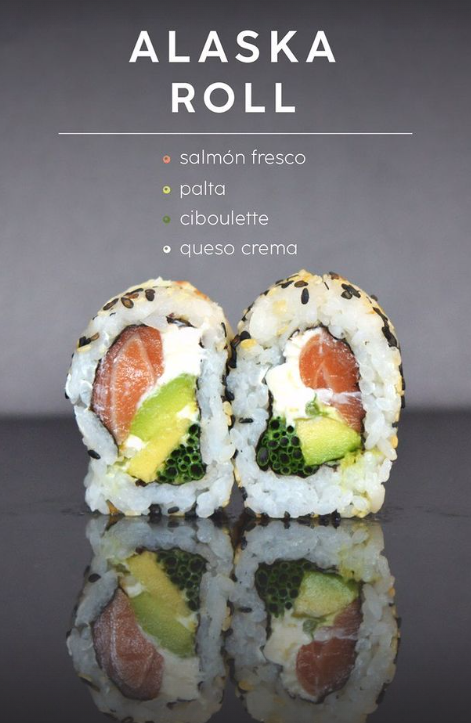 ALASKA
ROLL
salmón fresco
palta
ciboulette
queso crema